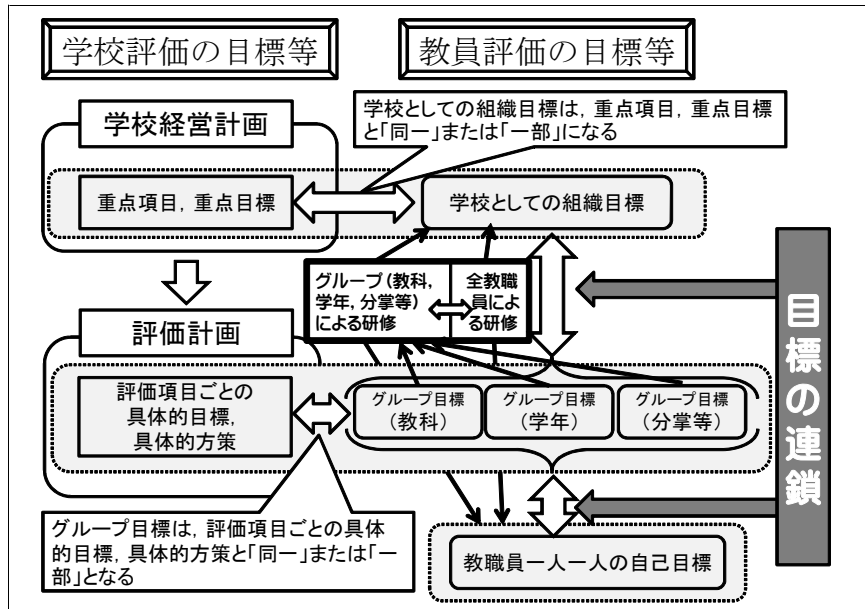 学校評価の目標等
教員評価の目標等
学校経営計画
学校としての組織目標は，重点項目，重点目標
と「同一」または「一部」になる
重点項目，重点目標
学校としての組織目標
グループ（教科，
学年，分掌等）
による研修
全教職
員によ
る研修
評価計画
評価項目ごとの
具体的目標，
具体的方策
グループ目標
（教科）
グループ目標
（学年）
グループ目標
（分掌等）
目標の連鎖
グループ目標は，評価項目ごとの具体
的目標，具体的方策と「同一」または「一
部」となる
教職員一人一人の自己目標